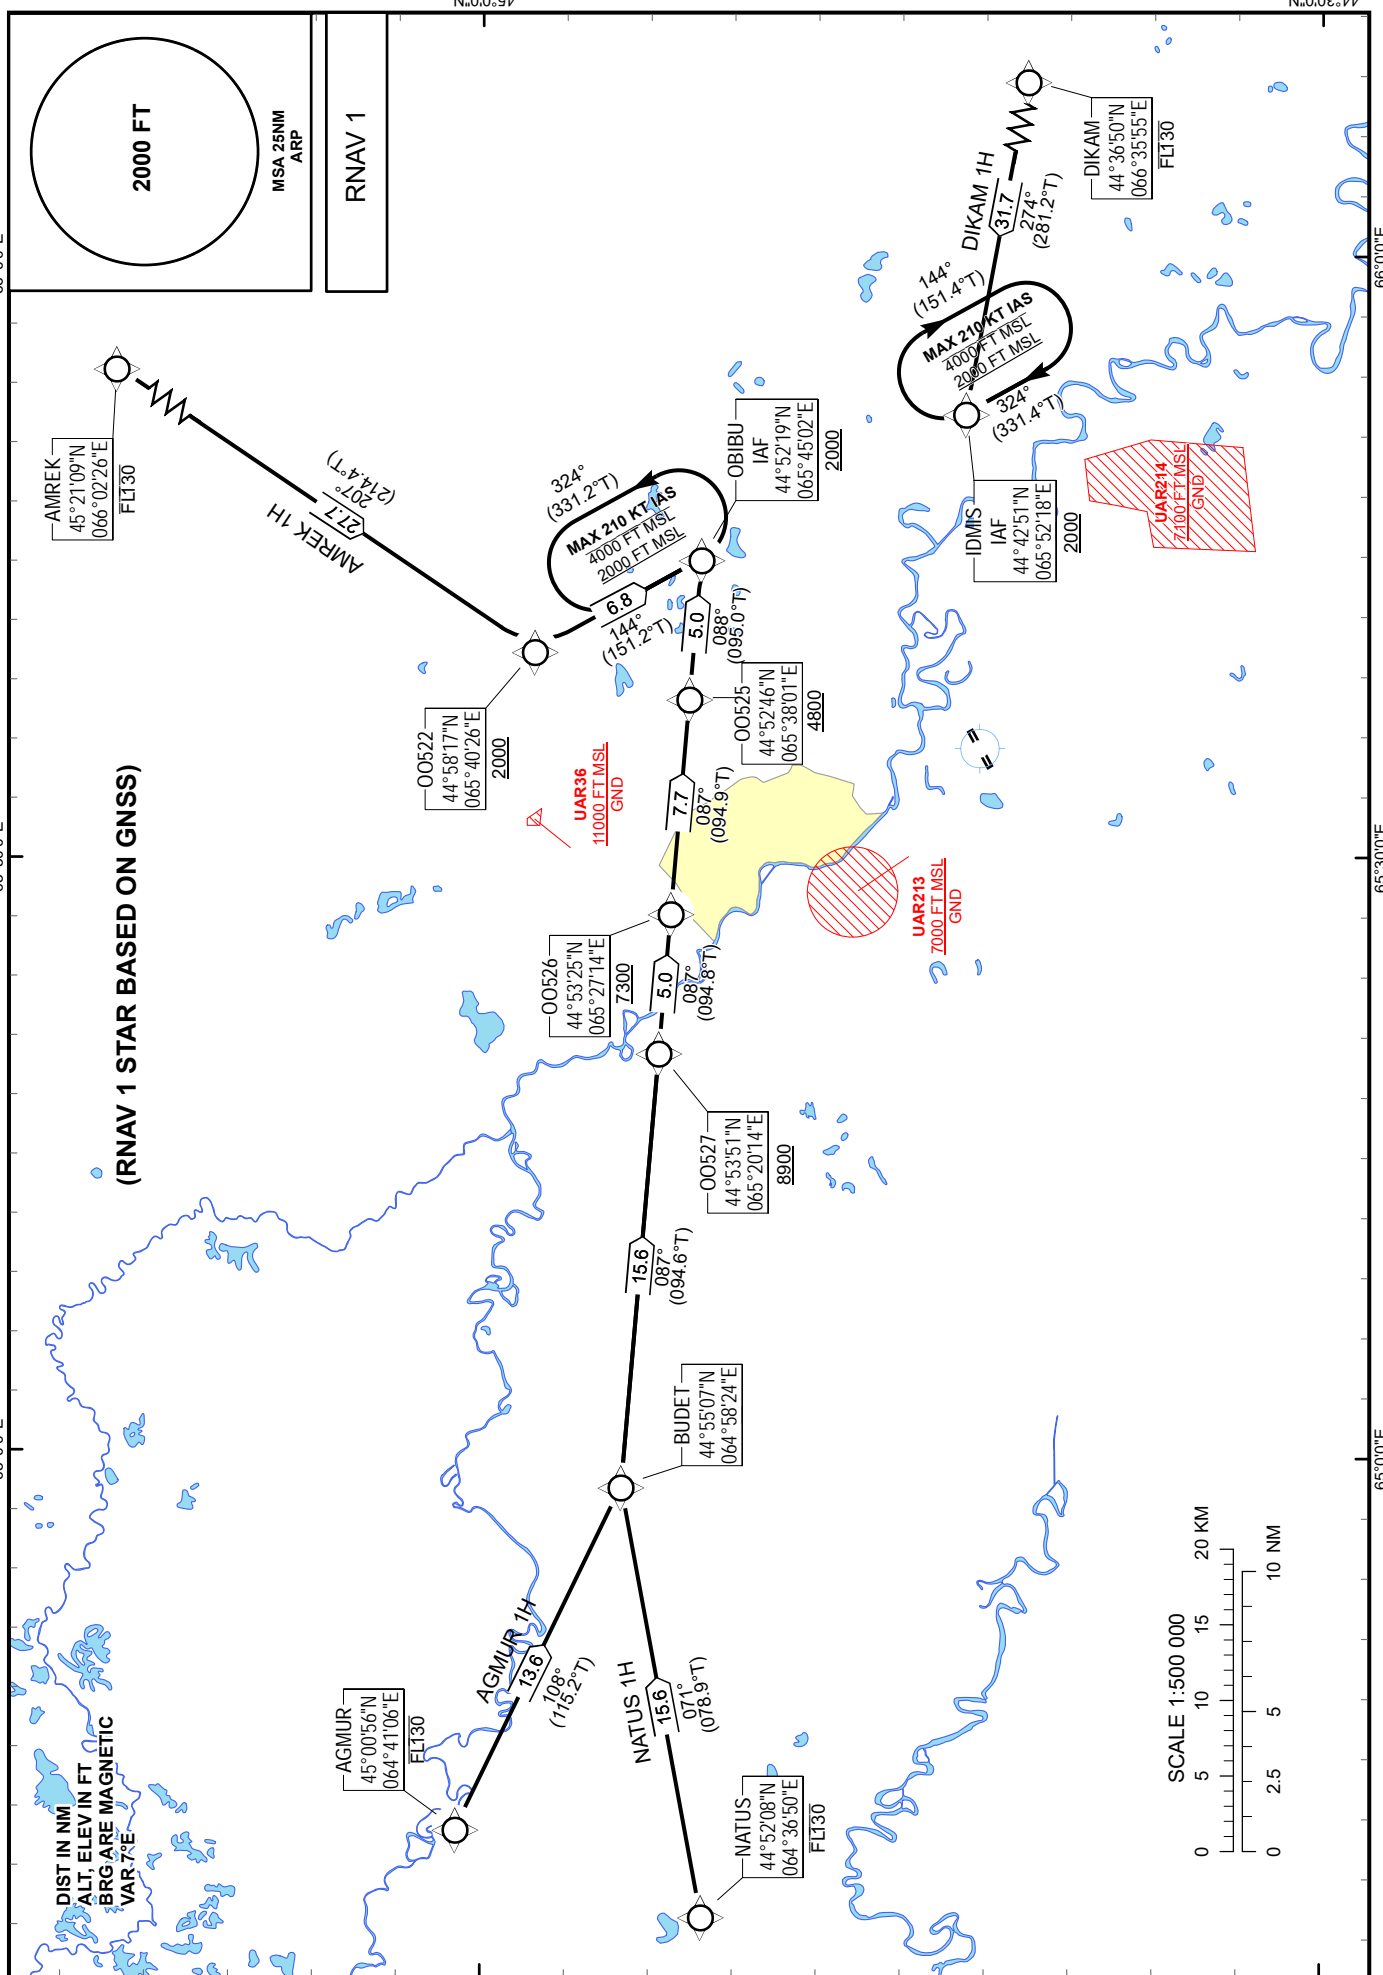 (RNAV 1 STAR BASED ON GNSS)
DIST IN NM
ALT, ELEV IN FT
BRG ARE MAGNETIC
VAR 7°E
2000 FT
MSA 25NM
ARP
RNAV 1
AMREK
45°21'09"N
066°02'26"E
FL130
AMREK 1H
27.7
207°
(214.4°T)
OO522
44°58'17"N
065°40'26"E
2000
6.8
144°
(151.2°T)
324°
(331.2°T)
MAX 210 KT IAS
4000 FT MSL
2000 FT MSL
OBIBU
IAF
44°52'19"N
065°45'02"E
2000
5.0
088°
(095.0°T)
OO525
44°52'46"N
065°38'01"E
4800
7.7
087°
(094.9°T)
UAR36
11000 FT MSL
GND
OO526
44°53'25"N
065°27'14"E
7300
5.0
087°
(094.8°T)
OO527
44°53'51"N
065°20'14"E
8900
15.6
087°
(094.6°T)
BUDET
44°55'07"N
064°58'24"E
AGMUR
45°00'56"N
064°41'06"E
FL130
AGMUR 1H
13.6
108°
(115.2°T)
NATUS 1H
15.6
071°
(078.9°T)
NATUS
44°52'08"N
064°36'50"E
FL130
DIKAM
44°36'50"N
066°35'55"E
FL130
DIKAM 1H
31.7
274°
(281.2°T)
144°
(151.4°T)
MAX 210 KT IAS
4000 FT MSL
2000 FT MSL
324°
(331.4°T)
IDMIS
IAF
44°42'51"N
065°52'18"E
2000
UAR214
7100 FT MSL
GND
UAR213
7000 FT MSL
GND
SCALE 1:500 000
0 5 10 15 20 KM
0 2.5 5 10 NM
65°0'0"E
65°30'0"E
66°0'0"E
45°0'0"N
44°30'0"N